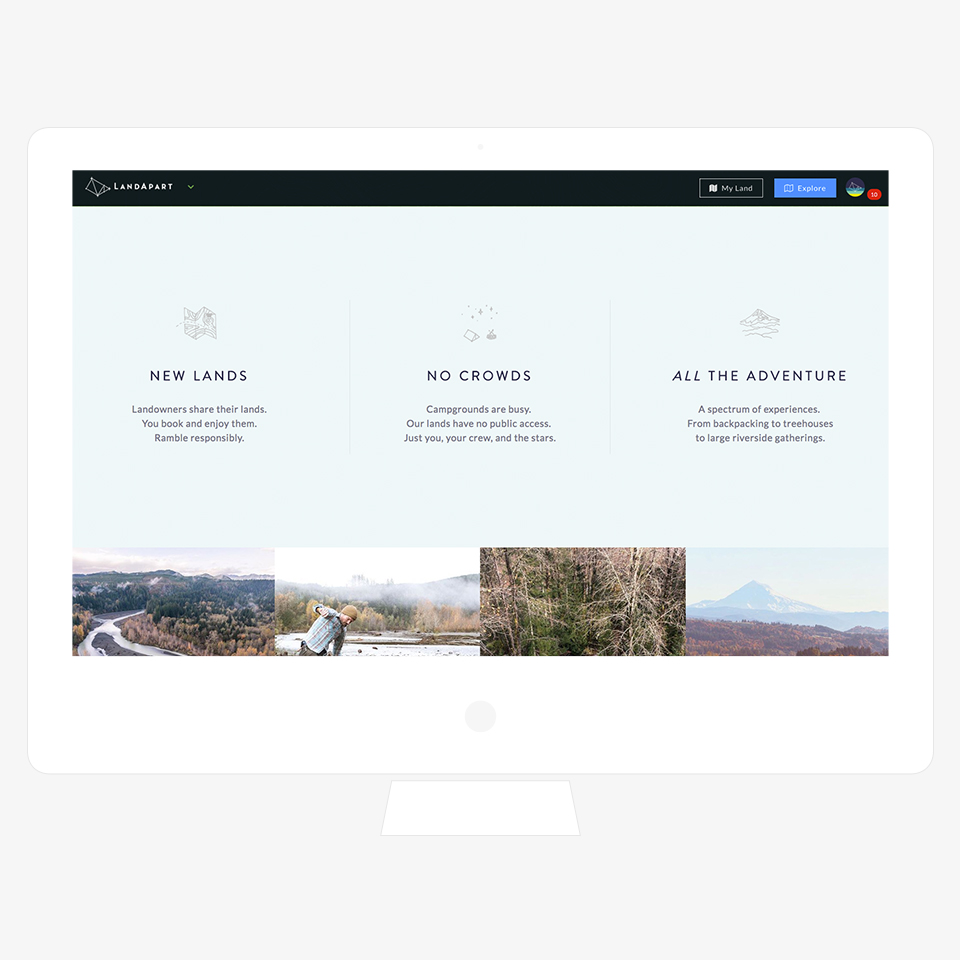 LANDAPART
My Land
Explore
10
NEW LANDS
Landowners share their lands.
You book and enjoy them.
Ramble responsibly.
NO CROWDS
Campgrounds are busy.
Our lands have no public access.
Just you, your crew, and the stars.
ALL THE ADVENTURE
A spectrum of experiences.
From backpacking to treehouses
to large riverside gatherings.